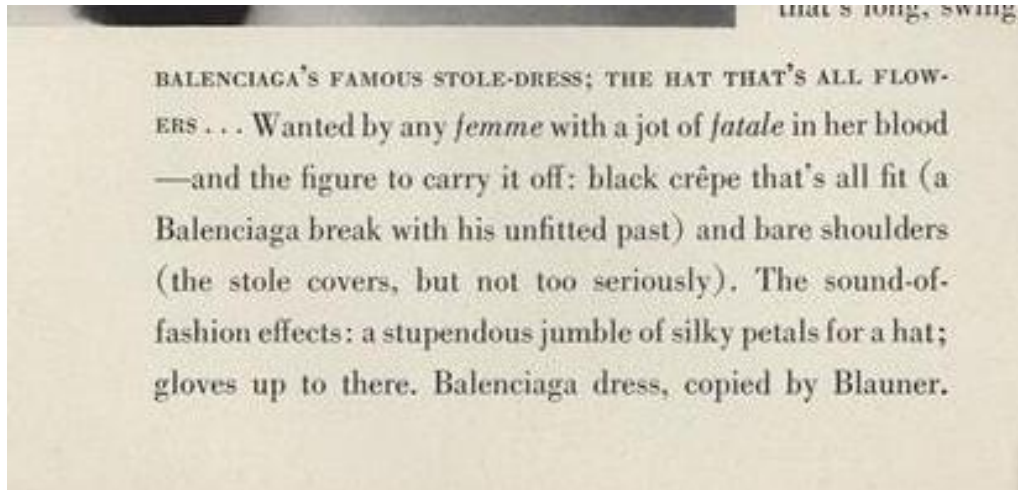 that's long, swing
BALENCIAGA'S FAMOUS STOLE-DRESS; THE HAT THAT'S ALL FLOW-
ERS . . . Wanted by any femme with a jot of fatale in her blood
—and the figure to carry it off: black crêpe that's all fit (a
Balenciaga break with his unfitted past) and bare shoulders
(the stole covers, but not too seriously). The sound-of-
fashion effects: a stupendous jumble of silky petals for a hat;
gloves up to there. Balenciaga dress, copied by Blauner.